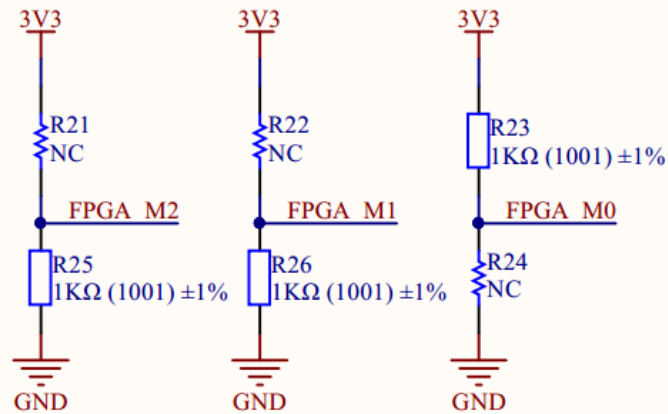 3V3
R21
NC
FPGA_M2
R25
1KΩ (1001) ±1%
GND
3V3
R22
NC
FPGA_M1
R26
1KΩ (1001) ±1%
GND
3V3
R23
1KΩ (1001) ±1%
FPGA_M0
R24
NC
GND